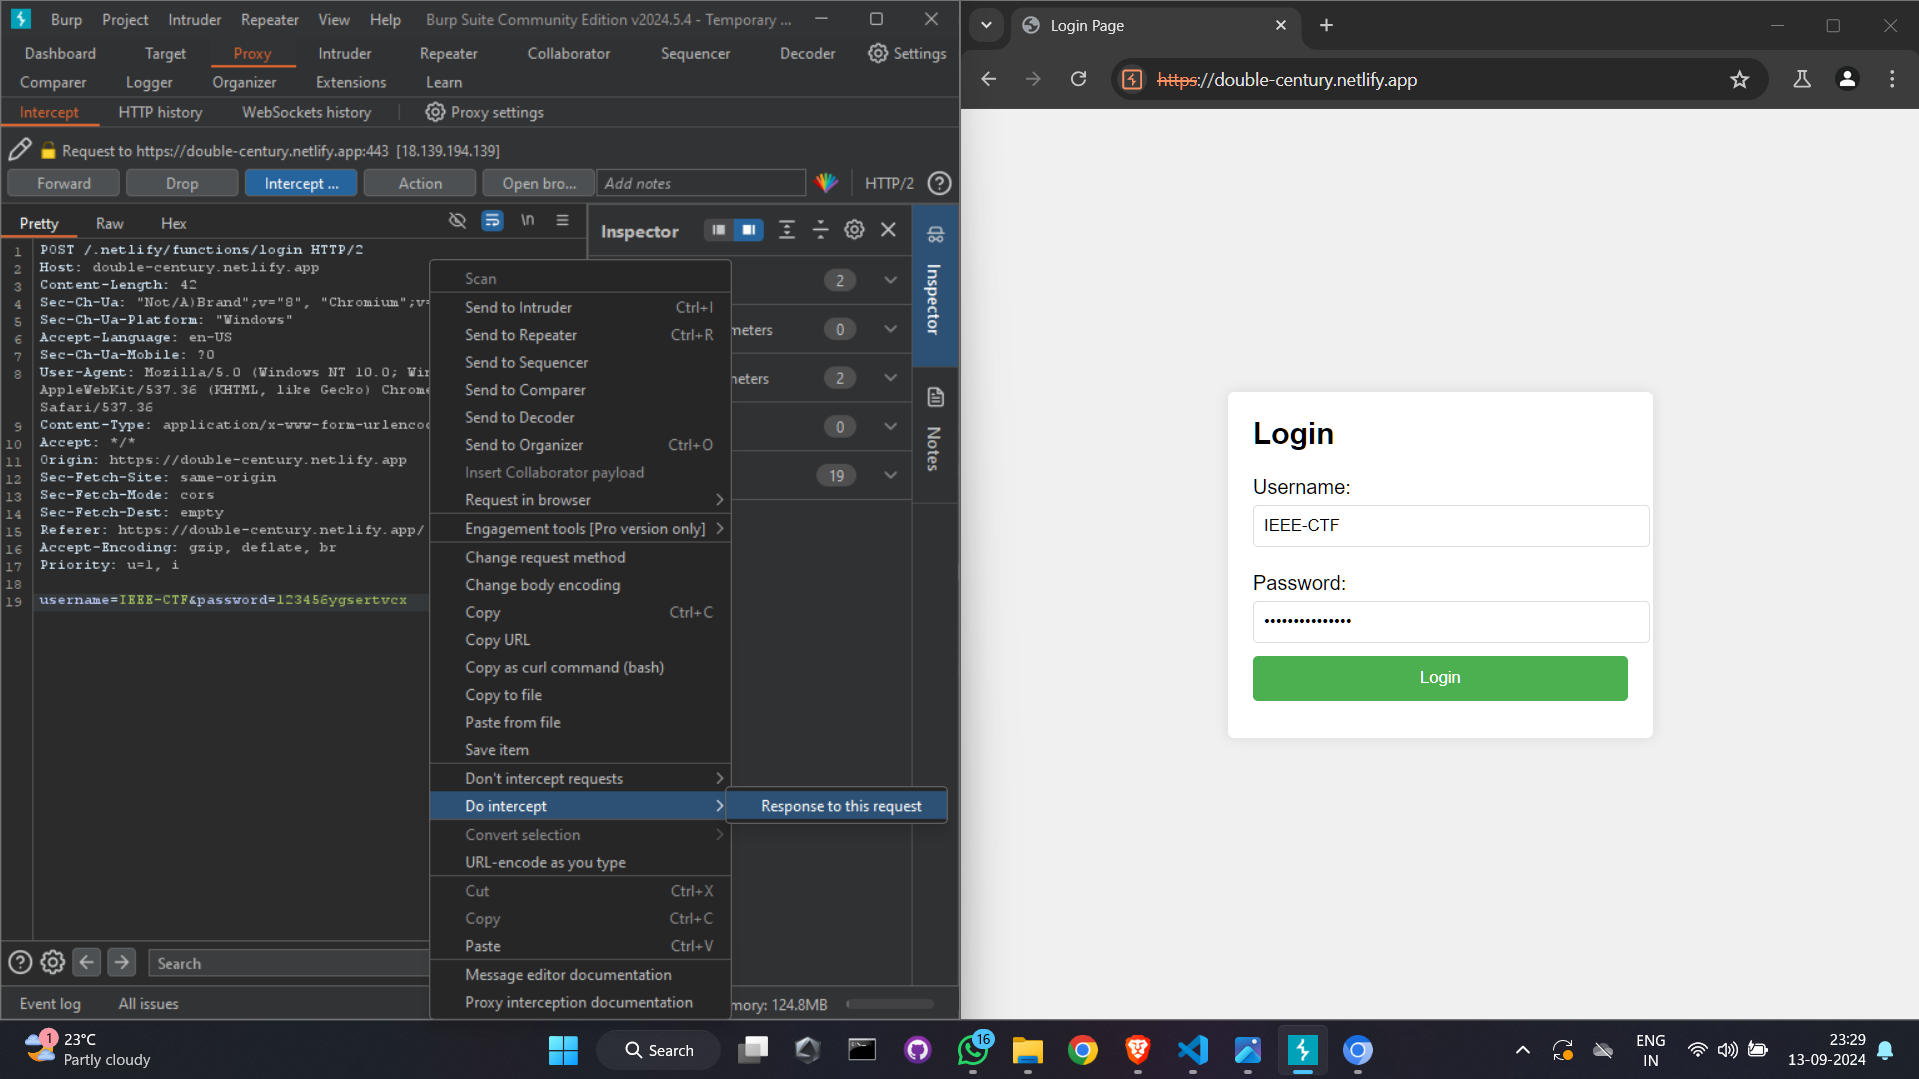 Burp Project Intruder Repeater View Help Burp Suite Community Edition v2024.5.4 - Temporary ...
Dashboard Target Proxy Intruder Repeater Collaborator Sequencer Decoder Settings
Comparer Logger Organizer Extensions Learn
Intercept HTTP history WebSockets history Proxy settings
Request to https://double-century.netlify.app:443 [18.139.194.139]
Forward Drop Intercept ... Action Open bro... Add notes HTTP/2
Pretty Raw Hex \n
1 POST /.netlify/functions/login HTTP/2
2 Host: double-century.netlify.app
3 Content-Length: 42
4 Sec-Ch-Ua: "Not/A)Brand";v="8", "Chromium";v=
5 Sec-Ch-Ua-Platform: "Windows"
6 Accept-Language: en-US
7 Sec-Ch-Ua-Mobile: ?0
8 User-Agent: Mozilla/5.0 (Windows NT 10.0;
AppleWebKit/537.36 (KHTML, like Gecko) Chrome
Safari/537.36
9 Content-Type: application/x-www-form-urlenco
10 Accept: */*
11 Origin: https://double-century.netlify.app
12 Sec-Fetch-Site: same-origin
13 Sec-Fetch-Mode: cors
14 Sec-Fetch-Dest: empty
15 Referer: https://double-century.netlify.app/
16 Accept-Encoding: gzip, deflate, br
17 Priority: u=1, i
18
19 username=IEEE-CTF&password=123456ygsertvcx
Scan
Send to Intruder Ctrl+I
Send to Repeater Ctrl+R
Send to Sequencer
Send to Comparer
Send to Decoder
Send to Organizer Ctrl+O
Insert Collaborator payload
Request in browser
Engagement tools [Pro version only]
Change request method
Change body encoding
Copy Ctrl+C
Copy URL
Copy as curl command (bash)
Copy to file
Paste from file
Save item
Don't intercept requests
Do intercept
Response to this request
Convert selection
URL-encode as you type
Cut Ctrl+X
Copy Ctrl+C
Paste Ctrl+V
Message editor documentation
Proxy interception documentation
Inspector
2
meters 0
neters 2
0
19
Inspector
Notes
Search
Event log All issues
mory: 124.8MB
Login Page
https://double-century.netlify.app
Login
Username:
IEEE-CTF
Password:
•••••••••••••••
Login
1
23°C
Partly cloudy
Search
16
ENG
IN
23:29
13-09-2024